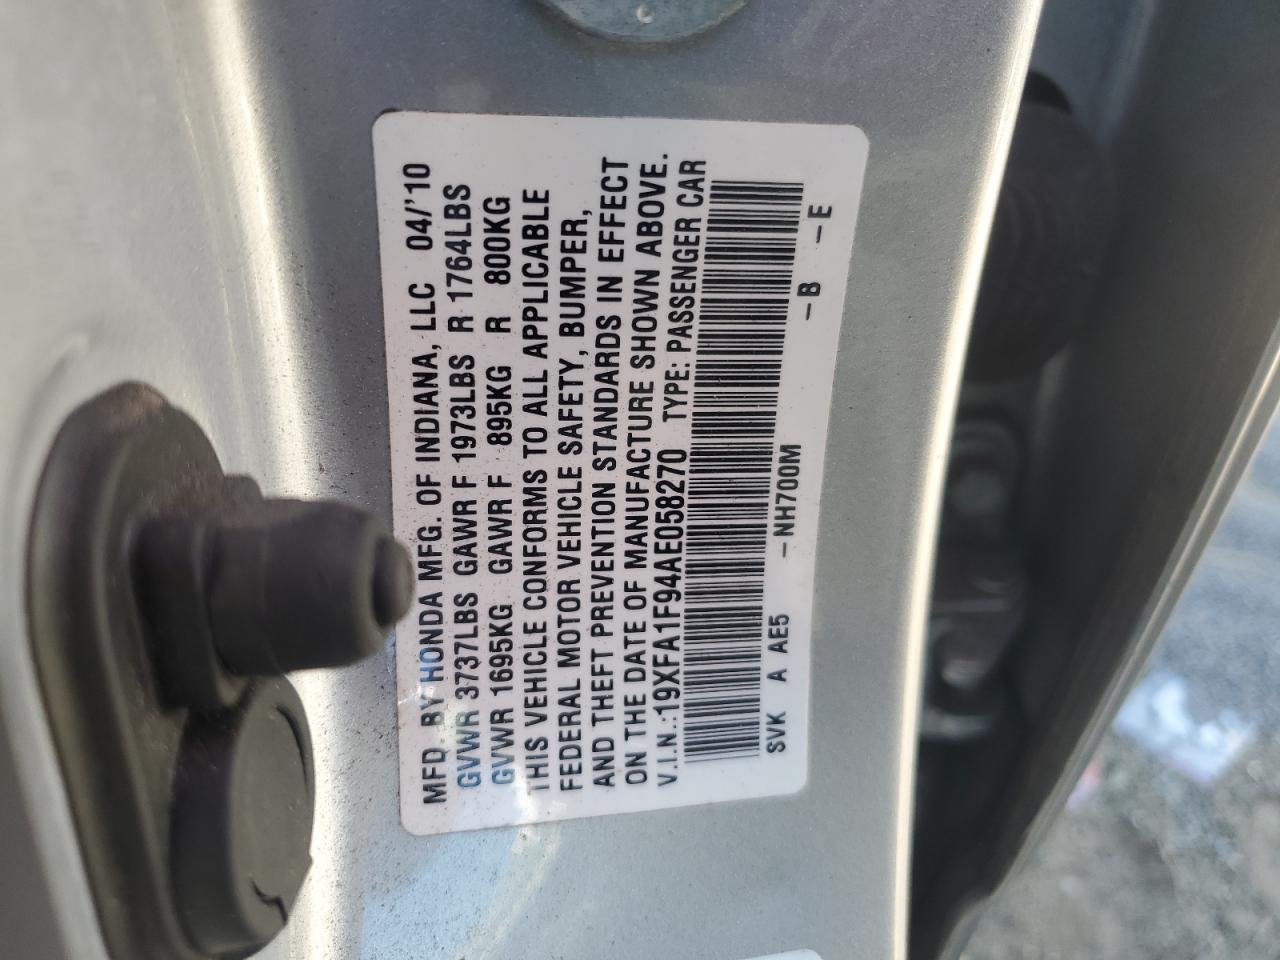 MFD. BY HONDA MFG. OF INDIANA, LLC 04/'10
GVWR 3737LBS GAWR F 1973LBS R 1764LBS
GVWR 1695KG GAWR F 895KG R 800KG
THIS VEHICLE CONFORMS TO ALL APPLICABLE
FEDERAL MOTOR VEHICLE SAFETY, BUMPER,
AND THEFT PREVENTION STANDARDS IN EFFECT
ON THE DATE OF MANUFACTURE SHOWN ABOVE.
V.I.N.:19XFA1F94AE058270 TYPE: PASSENGER CAR
SVK A AE5 -NH700M -B -E